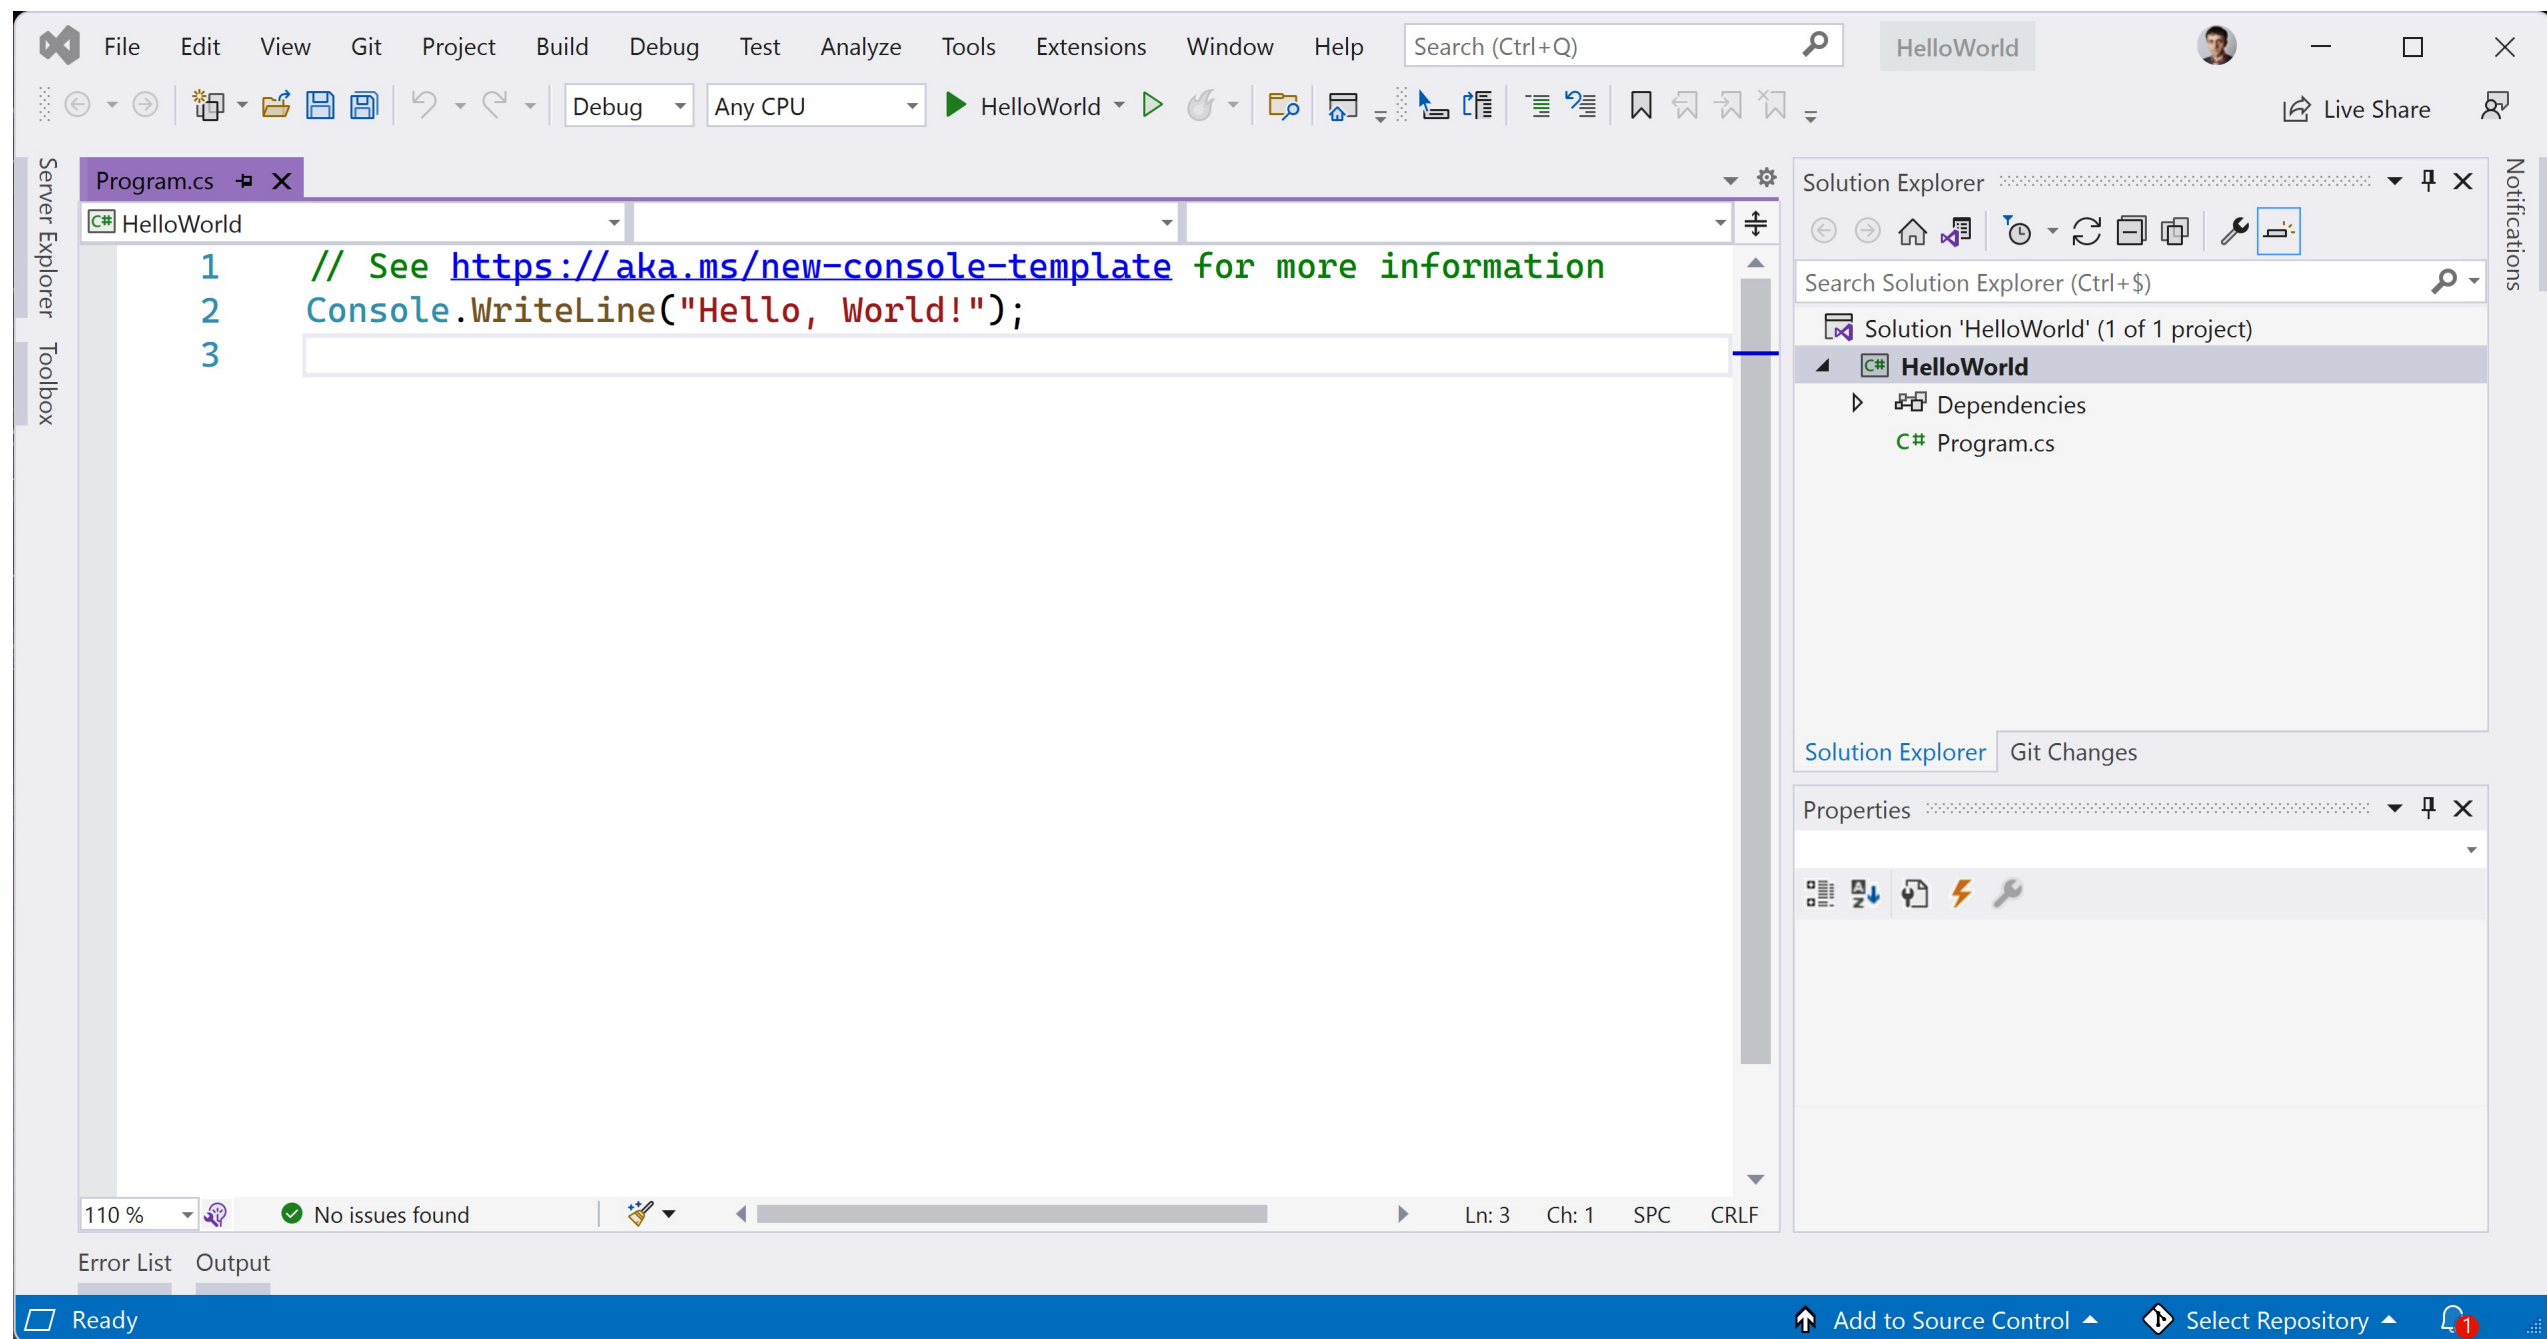 File Edit View Git Project Build Debug Test Analyze Tools Extensions Window Help Search (Ctrl+Q) HelloWorld
Debug Any CPU HelloWorld Live Share
Server Explorer
Toolbox
Program.cs
HelloWorld
1 // See https://aka.ms/new-console-template for more information
2 Console.WriteLine("Hello, World!");
3
110 % No issues found Ln: 3 Ch: 1 SPC CRLF
Error List Output
Solution Explorer
Search Solution Explorer (Ctrl+$)
Solution 'HelloWorld' (1 of 1 project)
C# HelloWorld
Dependencies
C# Program.cs
Solution Explorer Git Changes
Properties
Notifications
Ready Add to Source Control Select Repository 1